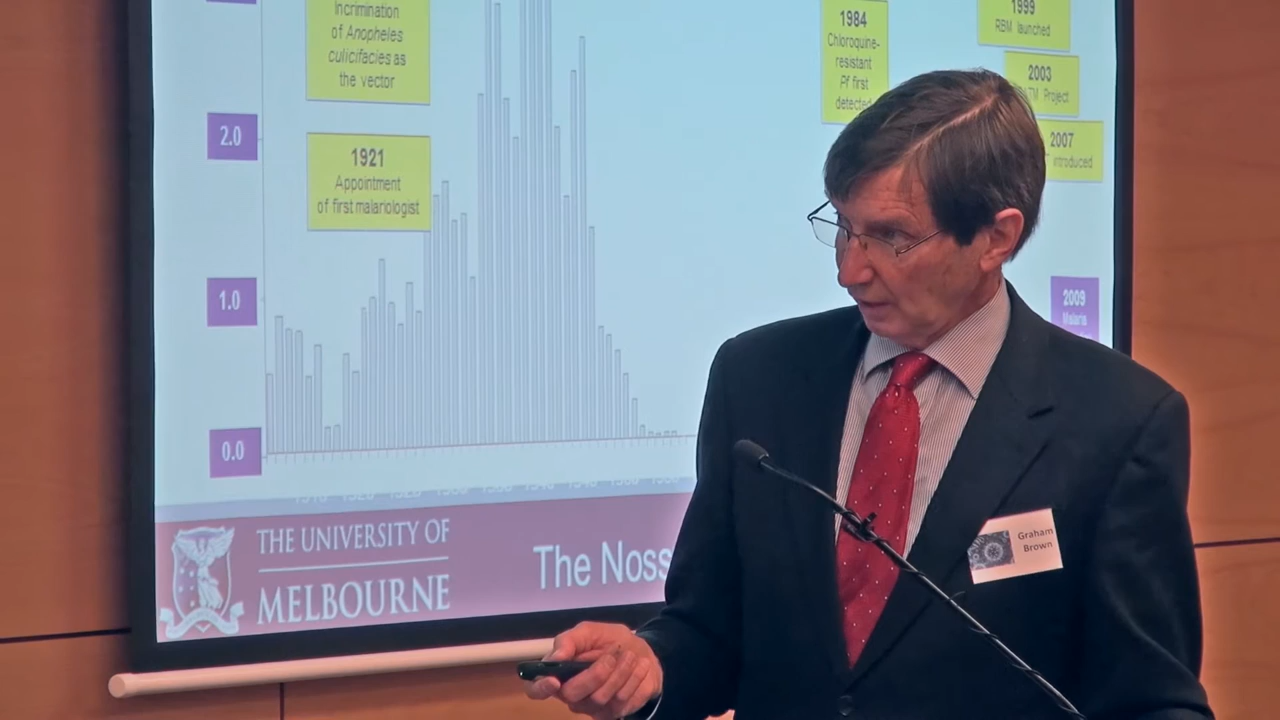 Incrimination
of Anopheles
culicifacies as
the vector
1984
Chloroquine-
resistant
Pf first
detected
1999
RBM launched
2003
Project
2007
introduced
2.0
1921
Appointment
of first malariologist
1.0
2009
0.0
THE UNIVERSITY OF
MELBOURNE
The Noss
Graham
Brown